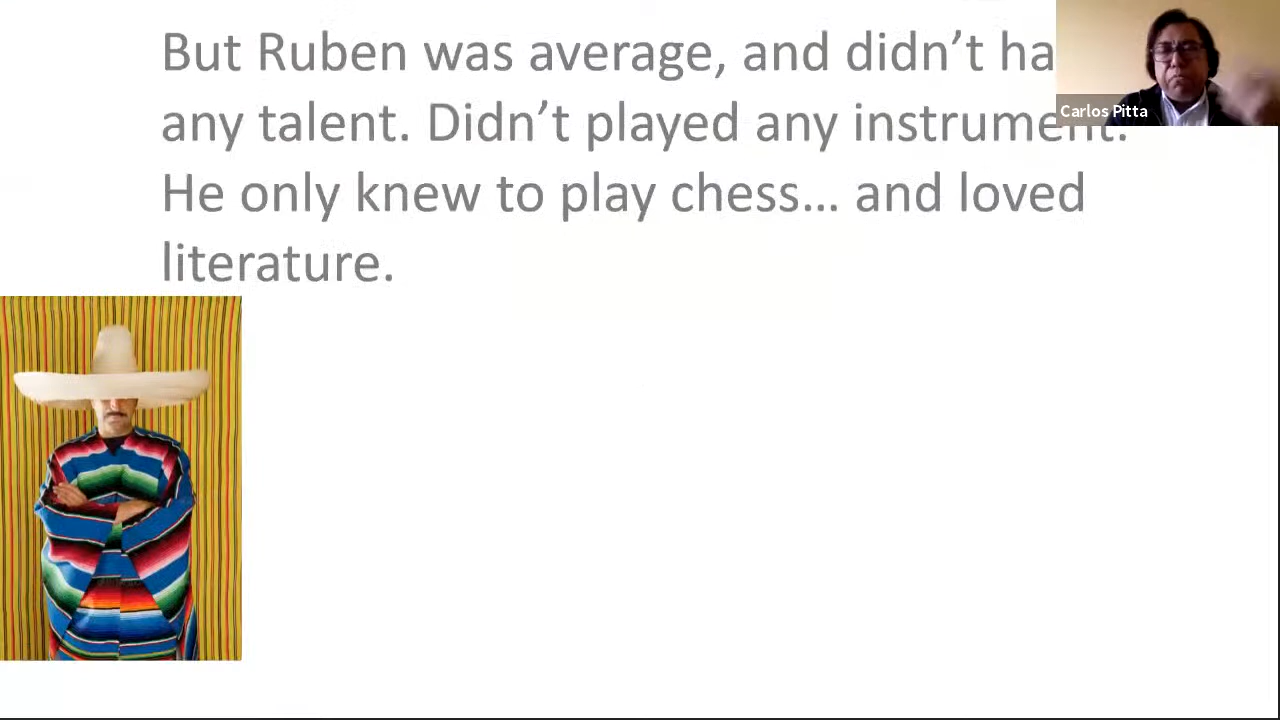 But Ruben was average, and didn’t ha
any talent. Didn’t played any instrument.
He only knew to play chess… and loved
literature.
Carlos Pitta